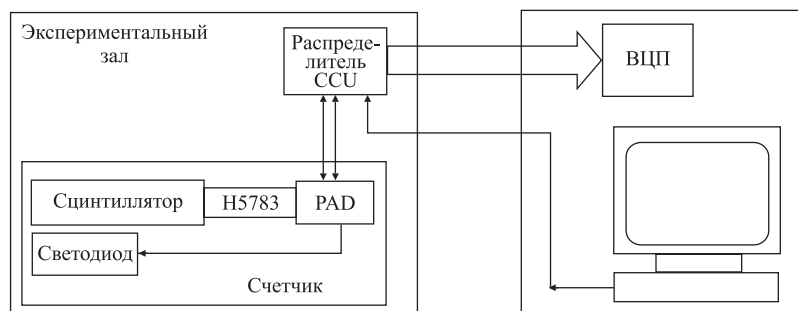 Экспериментальный
зал
Распреде-
литель
CCU
ВЦП
Сцинтиллятор
H5783
PAD
Светодиод
Счетчик